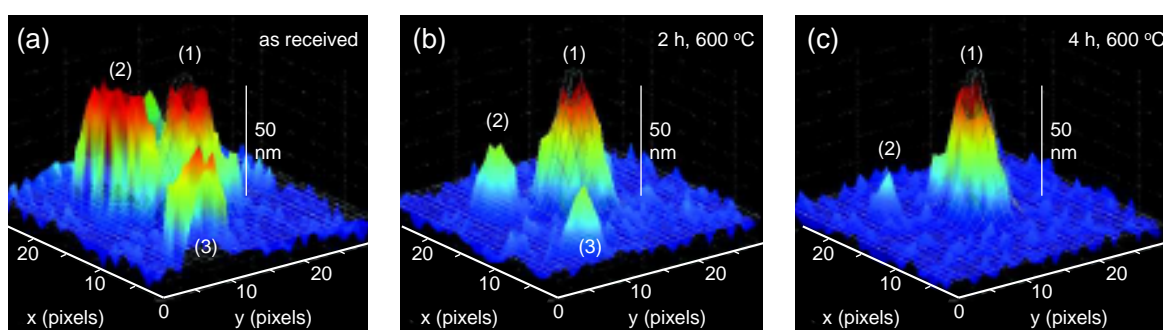 (a)
as received
(1)
(2)
50
nm
(3)
20
10
0
10
20
x (pixels)
y (pixels)
(b)
2 h, 600 °C
(1)
(2)
50
nm
(3)
20
10
0
10
20
x (pixels)
y (pixels)
(c)
4 h, 600 °C
(1)
(2)
50
nm
20
10
0
10
20
x (pixels)
y (pixels)